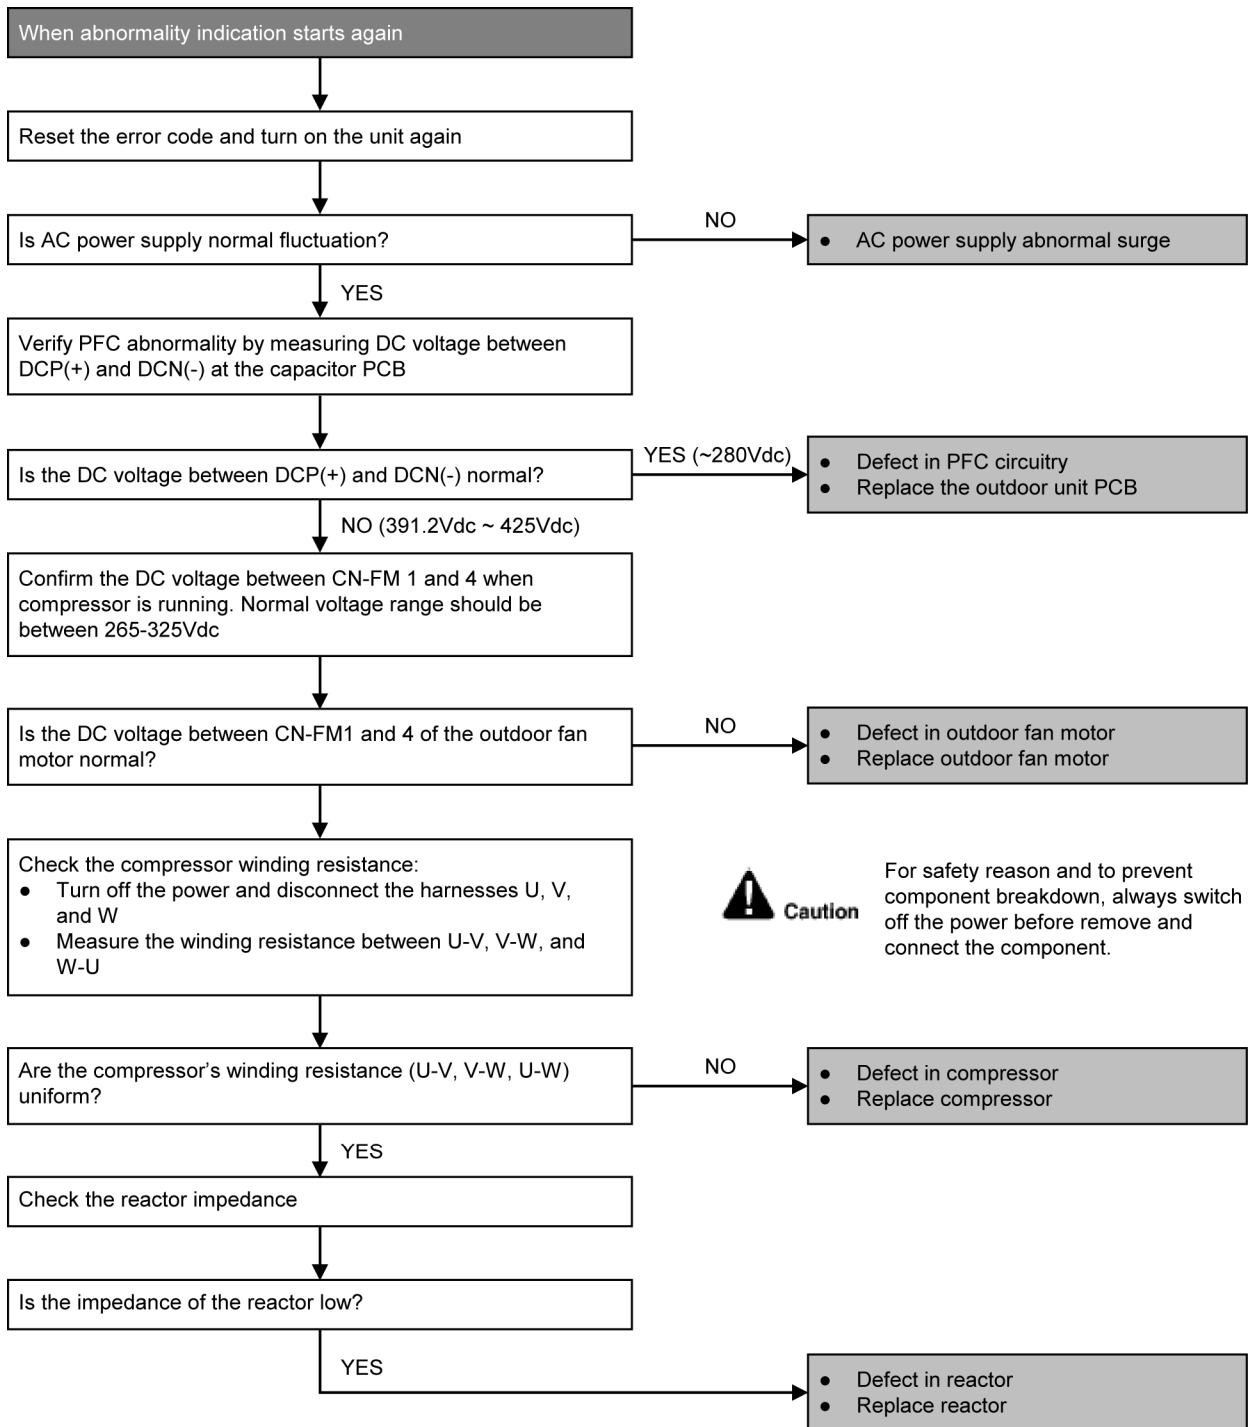 When abnormality indication starts again
Reset the error code and turn on the unit again
Is AC power supply normal fluctuation?
NO
● AC power supply abnormal surge
YES
Verify PFC abnormality by measuring DC voltage between
DCP(+) and DCN(-) at the capacitor PCB
Is the DC voltage between DCP(+) and DCN(-) normal?
YES (~280Vdc)
● Defect in PFC circuitry
● Replace the outdoor unit PCB
NO (391.2Vdc ~ 425Vdc)
Confirm the DC voltage between CN-FM 1 and 4 when
compressor is running. Normal voltage range should be
between 265-325Vdc
Is the DC voltage between CN-FM1 and 4 of the outdoor fan
motor normal?
NO
● Defect in outdoor fan motor
● Replace outdoor fan motor
Check the compressor winding resistance:
● Turn off the power and disconnect the harnesses U, V,
and W
● Measure the winding resistance between U-V, V-W, and
W-U
Caution
For safety reason and to prevent
component breakdown, always switch
off the power before remove and
connect the component.
Are the compressor’s winding resistance (U-V, V-W, U-W)
uniform?
NO
● Defect in compressor
● Replace compressor
YES
Check the reactor impedance
Is the impedance of the reactor low?
YES
● Defect in reactor
● Replace reactor